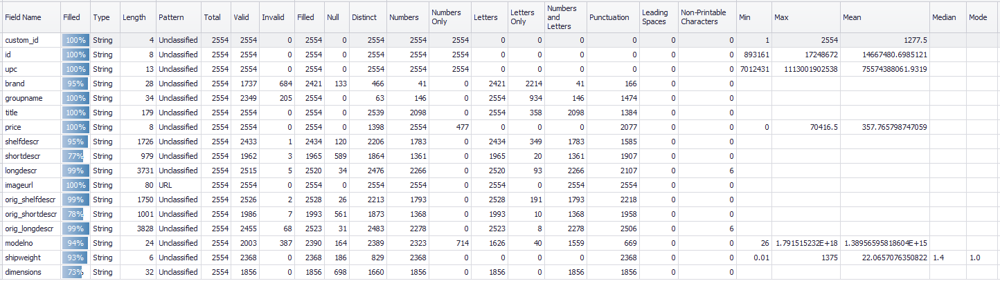 Field Name Filled Type Length Pattern Total Valid Invalid Filled Null Distinct Numbers Numbers Only Letters Letters Only Numbers and Letters Punctuation Leading Spaces Non-Printable Characters Min Max Mean Median Mode
custom_id 100% String 4 Unclassified 2554 2554 0 2554 0 2554 2554 2554 0 0 0 0 0 0 1 2554 1277.5
id 100% String 8 Unclassified 2554 2554 0 2554 0 2554 2554 2554 0 0 0 0 0 0 893161 17248672 14667480.6985121
upc 100% String 13 Unclassified 2554 2554 0 2554 0 2554 2554 2554 0 0 0 0 0 0 7012431 1113001902538 75574388061.9319
brand 95% String 28 Unclassified 2554 1737 684 2421 133 466 41 0 2421 2214 41 166 0 0
groupname 100% String 34 Unclassified 2554 2349 205 2554 0 63 146 0 2554 934 146 1474 0 0
title 100% String 179 Unclassified 2554 2554 0 2554 0 2539 2098 0 2554 358 2098 1384 0 0
price 100% String 8 Unclassified 2554 2554 0 2554 0 1398 2554 477 0 0 0 2077 0 0 0 70416.5 357.765798747059
shelfdescr 95% String 1726 Unclassified 2554 2433 1 2434 120 2206 1783 0 2434 349 1783 1585 0 0
shortdescr 77% String 979 Unclassified 2554 1962 3 1965 589 1864 1361 0 1965 20 1361 1907 0 0
longdescr 99% String 3731 Unclassified 2554 2515 5 2520 34 2476 2266 0 2520 93 2266 2107 0 6
imageurl 100% String 80 URL 2554 2554 0 2554 0 2554 2554 0 2554 0 2554 2554 0 0
orig_shelfdescr 99% String 1750 Unclassified 2554 2526 2 2528 26 2213 1793 0 2528 191 1793 2218 0 0
orig_shortdescr 78% String 1001 Unclassified 2554 1986 7 1993 561 1873 1368 0 1993 10 1368 1958 0 0
orig_longdescr 99% String 3828 Unclassified 2554 2455 68 2523 31 2483 2278 0 2523 8 2278 2506 0 6
modelno 94% String 24 Unclassified 2554 2003 387 2390 164 2389 2323 714 1626 40 1559 669 0 0 26 1.791515232E+18 1.38956595818604E+15
shipweight 93% String 6 Unclassified 2554 2368 0 2368 186 829 2368 0 0 0 0 2368 0 0 0.01 1375 22.0657076350822 1.4 1.0
dimensions 73% String 32 Unclassified 2554 1856 0 1856 698 1660 1856 0 1856 0 1856 1856 0 0